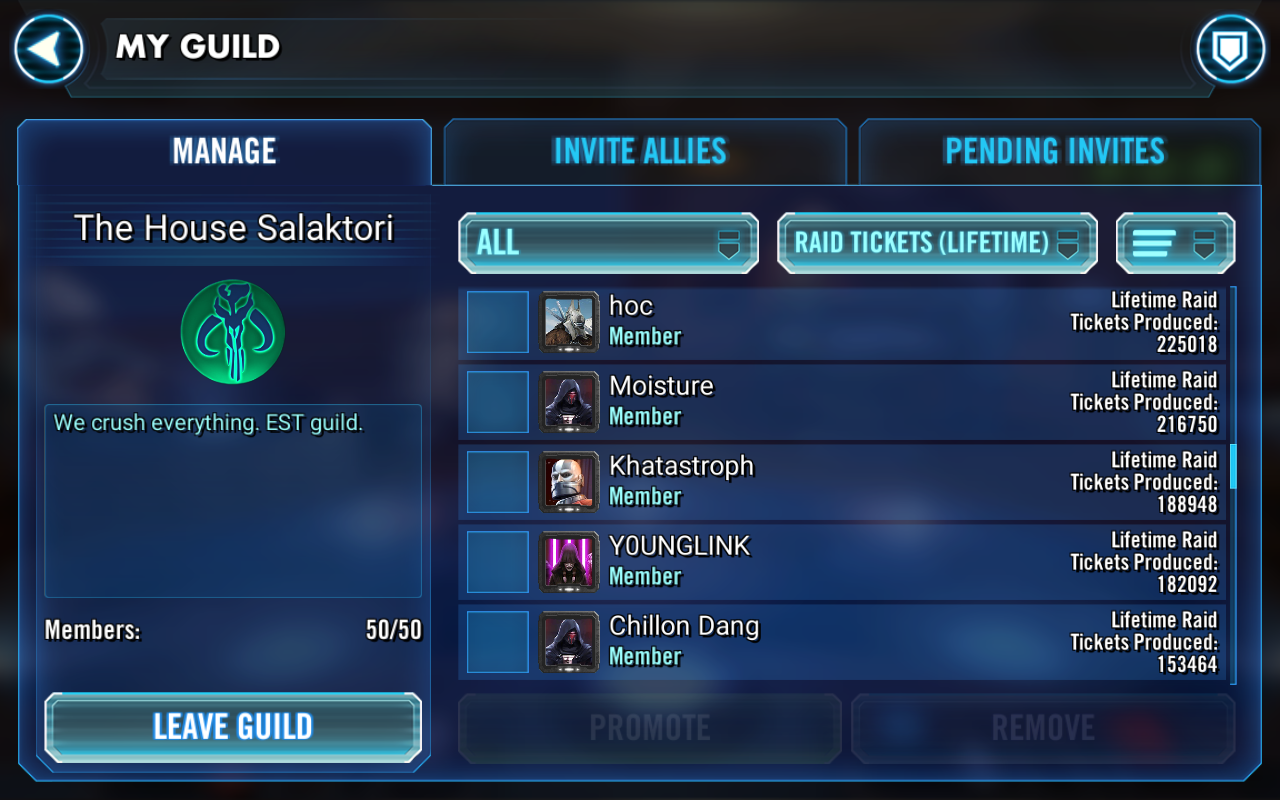 MY GUILD
MANAGE
INVITE ALLIES
PENDING INVITES
The House Salaktori
We crush everything. EST guild.
Members: 50/50
LEAVE GUILD
ALL
RAID TICKETS (LIFETIME)
hoc
Member
Lifetime Raid
Tickets Produced:
225018
Moisture
Member
Lifetime Raid
Tickets Produced:
216750
Khatastroph
Member
Lifetime Raid
Tickets Produced:
188948
Y0UNGLINK
Member
Lifetime Raid
Tickets Produced:
182092
Chillon Dang
Member
Lifetime Raid
Tickets Produced:
153464
PROMOTE
REMOVE